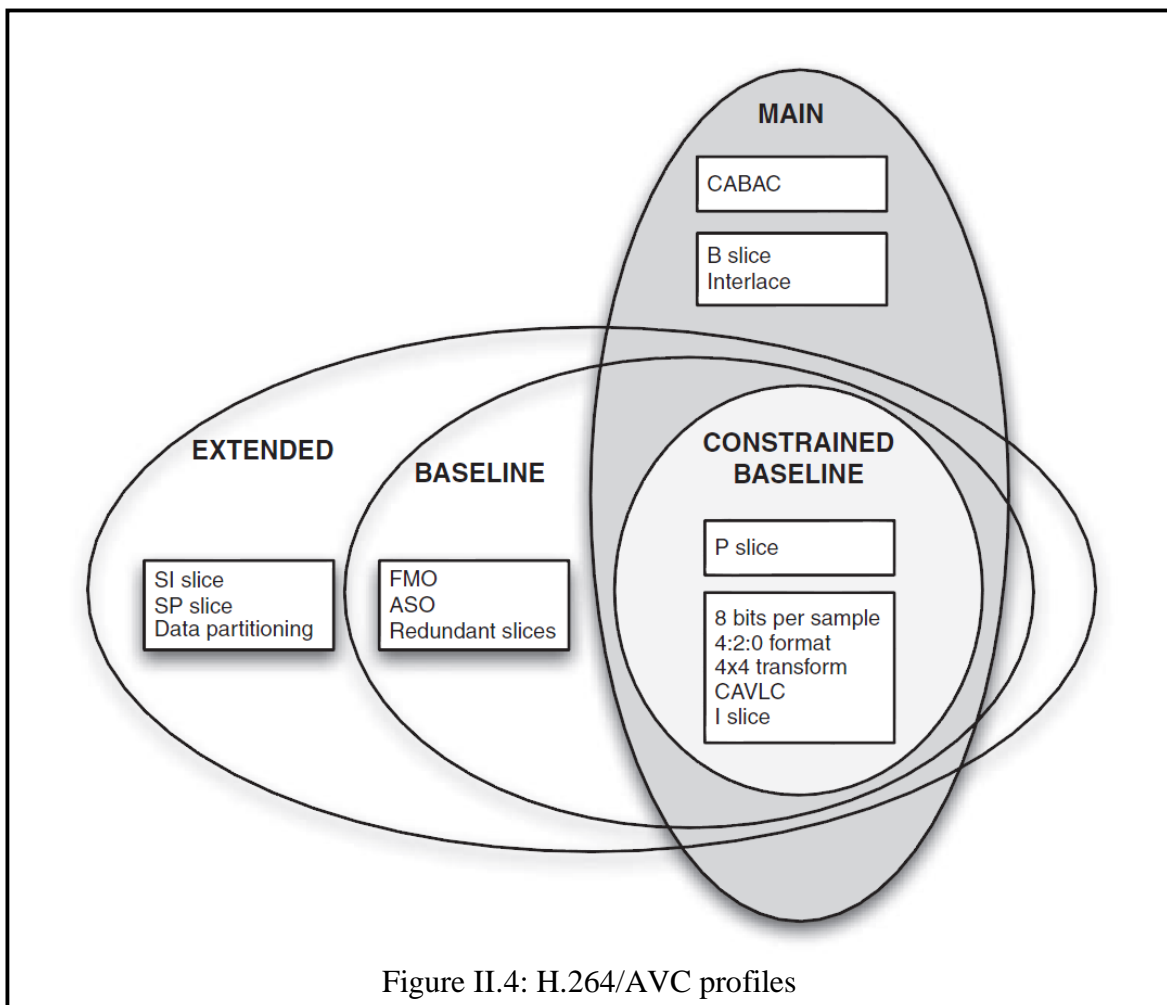 MAIN
CABAC
B slice
Interlace
EXTENDED
BASELINE
CONSTRAINED
BASELINE
SI slice
SP slice
Data partitioning
FMO
ASO
Redundant slices
P slice
8 bits per sample
4:2:0 format
4x4 transform
CAVLC
I slice
Figure II.4: H.264/AVC profiles